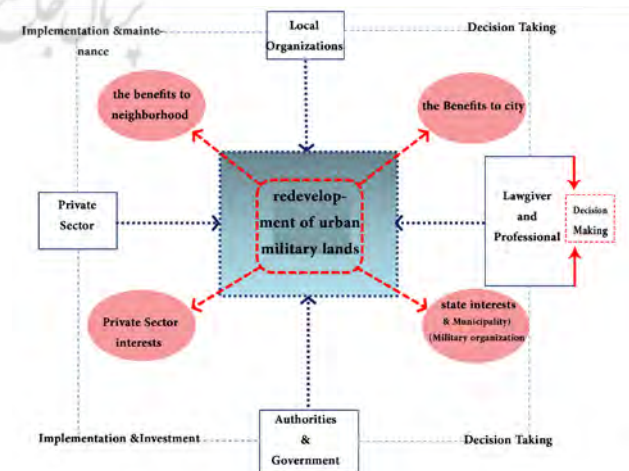 Local
Organizations
Implementation &mainte-
nance
Decision Taking
the benefits to
neighborhood
the Benefits to city
redevelop-
ment of urban
military lands
Private
Sector
Lawgiver
and
Professional
Decision
Making
Private Sector
interests
state interests
& Municipality)
(Military organization
Implementation &Investment
Authorities
&
Government
Decision Taking